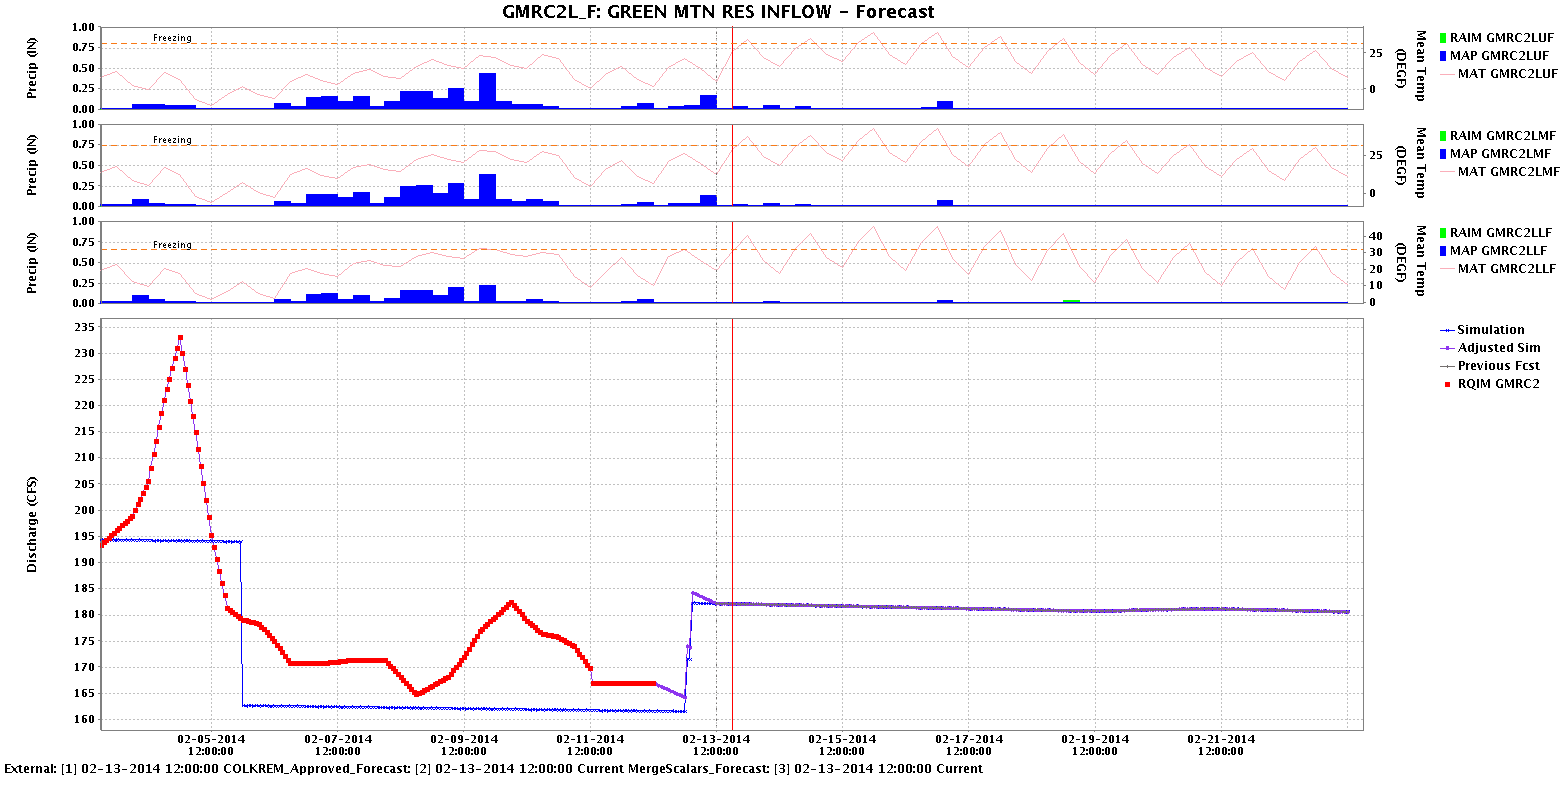 GMRC2L_F: GREEN MTN RES INFLOW - Forecast
Precip (IN)
1.00
0.75
0.50
0.25
0.00
Freezing
25
0
Mean Temp
(DEGF)
RAIM GMRC2LUF
MAP GMRC2LUF
MAT GMRC2LUF
Precip (IN)
1.00
0.75
0.50
0.25
0.00
Freezing
25
0
Mean Temp
(DEGF)
RAIM GMRC2LMF
MAP GMRC2LMF
MAT GMRC2LMF
Precip (IN)
1.00
0.75
0.50
0.25
0.00
Freezing
40
30
20
10
0
Mean Temp
(DEGF)
RAIM GMRC2LLF
MAP GMRC2LLF
MAT GMRC2LLF
Discharge (CFS)
235
230
225
220
215
210
205
200
195
190
185
180
175
170
165
160
Simulation
Adjusted Sim
Previous Fcst
RQIM GMRC2
02-05-2014 02-07-2014 02-09-2014 02-11-2014 02-13-2014 02-15-2014 02-17-2014 02-19-2014 02-21-2014
12:00:00 12:00:00 12:00:00 12:00:00 12:00:00 12:00:00 12:00:00 12:00:00 12:00:00
External: [1] 02-13-2014 12:00:00 COLKREM_Approved_Forecast: [2] 02-13-2014 12:00:00 Current MergeScalars_Forecast: [3] 02-13-2014 12:00:00 Current